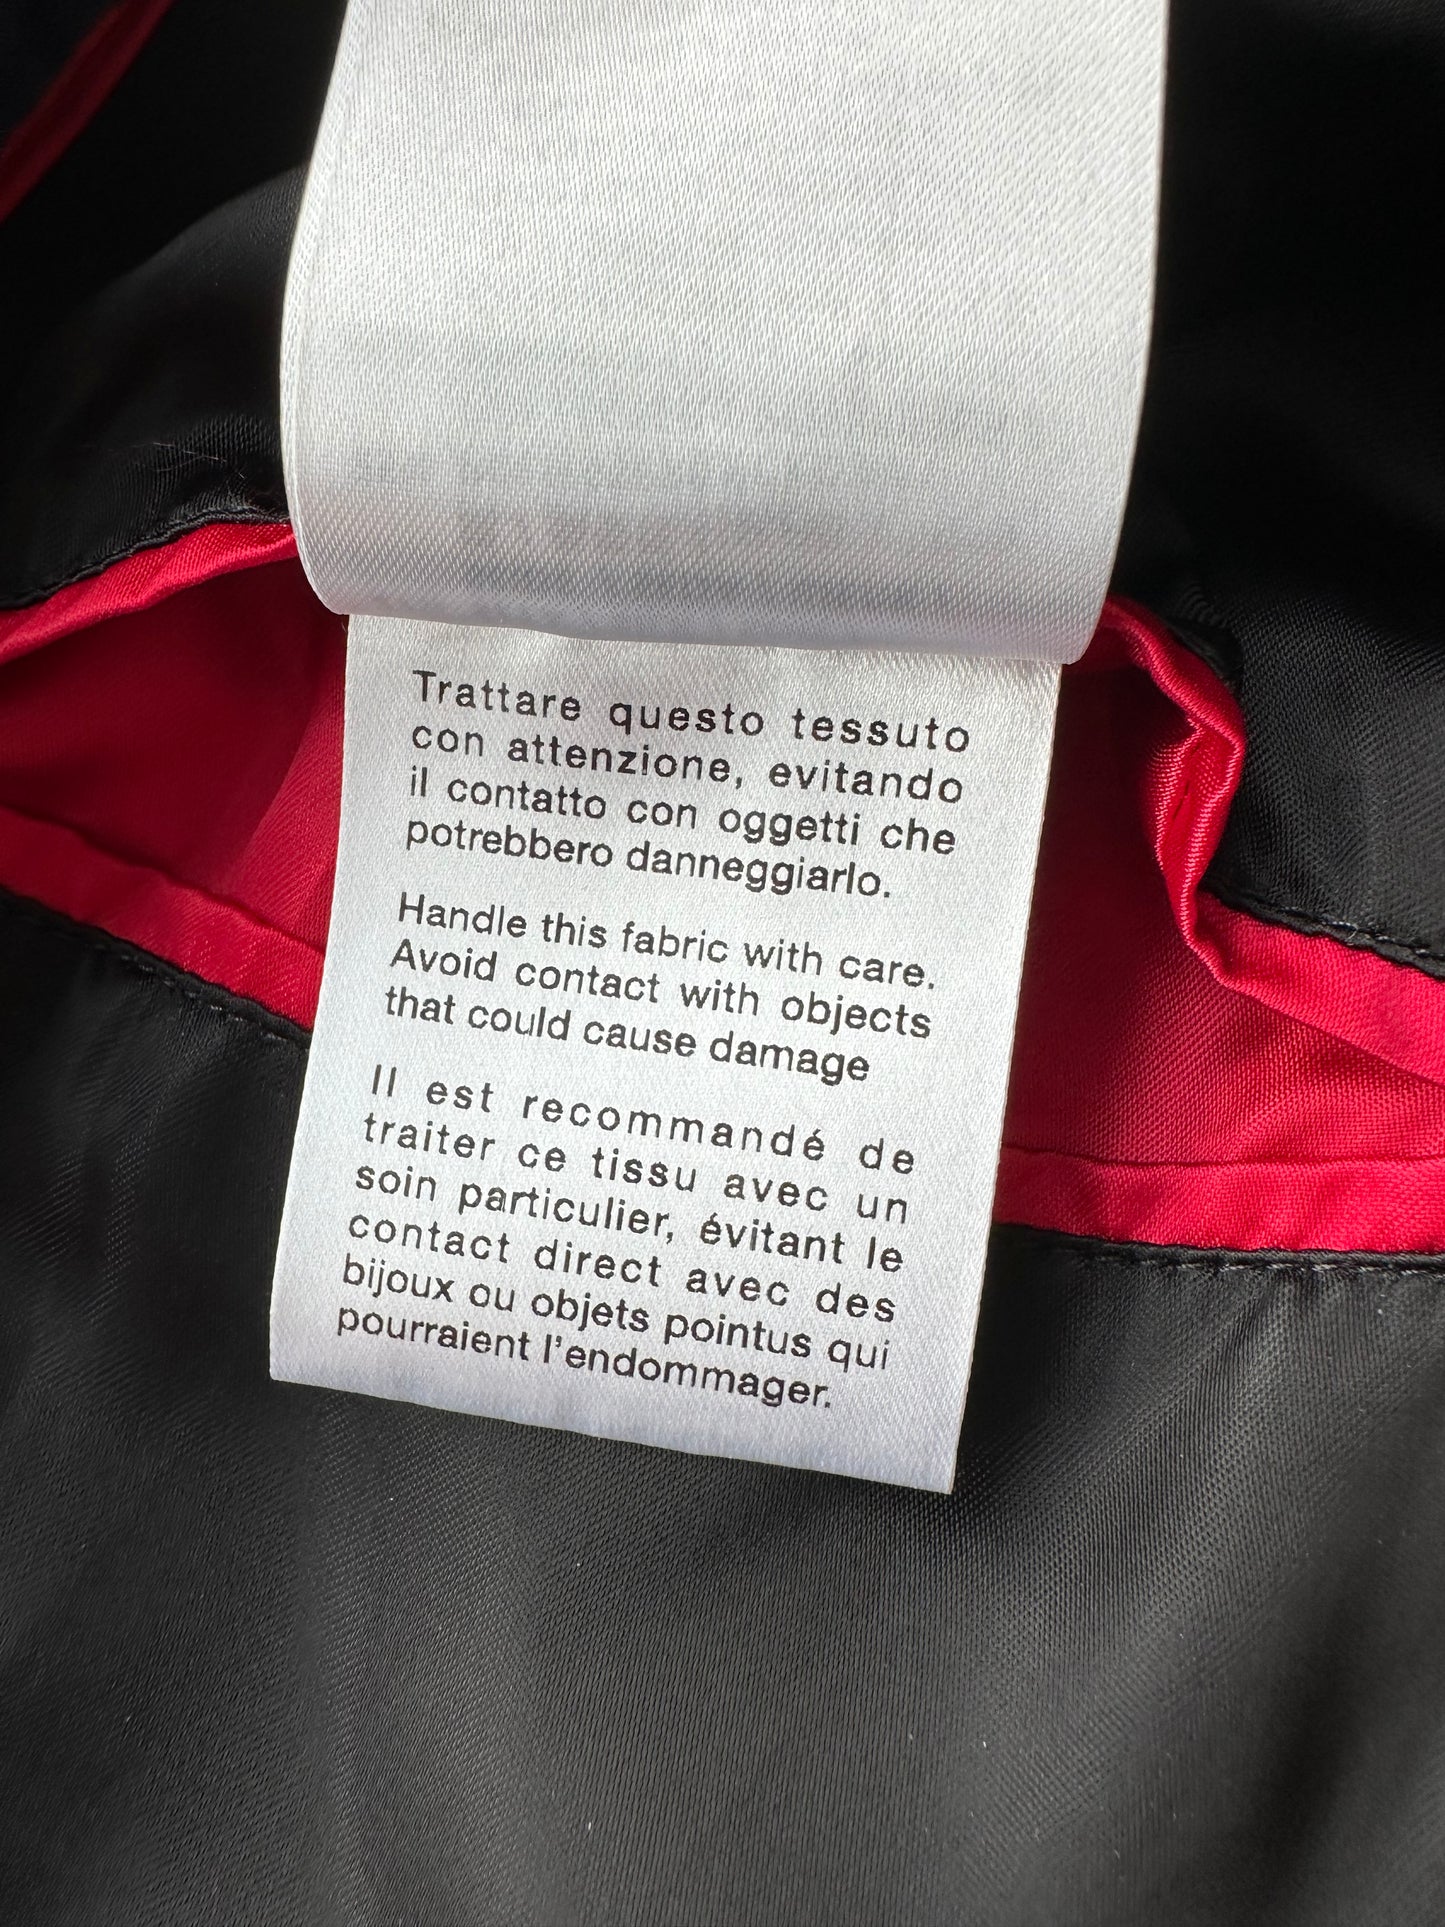 Trattare questo tessuto
con attenzione, evitando
il contatto con oggetti che
potrebbero danneggiarlo.
Handle this fabric with care.
Avoid contact with objects
that could cause damage
Il est recommandé de
traiter ce tissu avec un
soin particulier, évitant le
contact direct avec des
bijoux ou objets pointus qui
pourraient l'endommager.